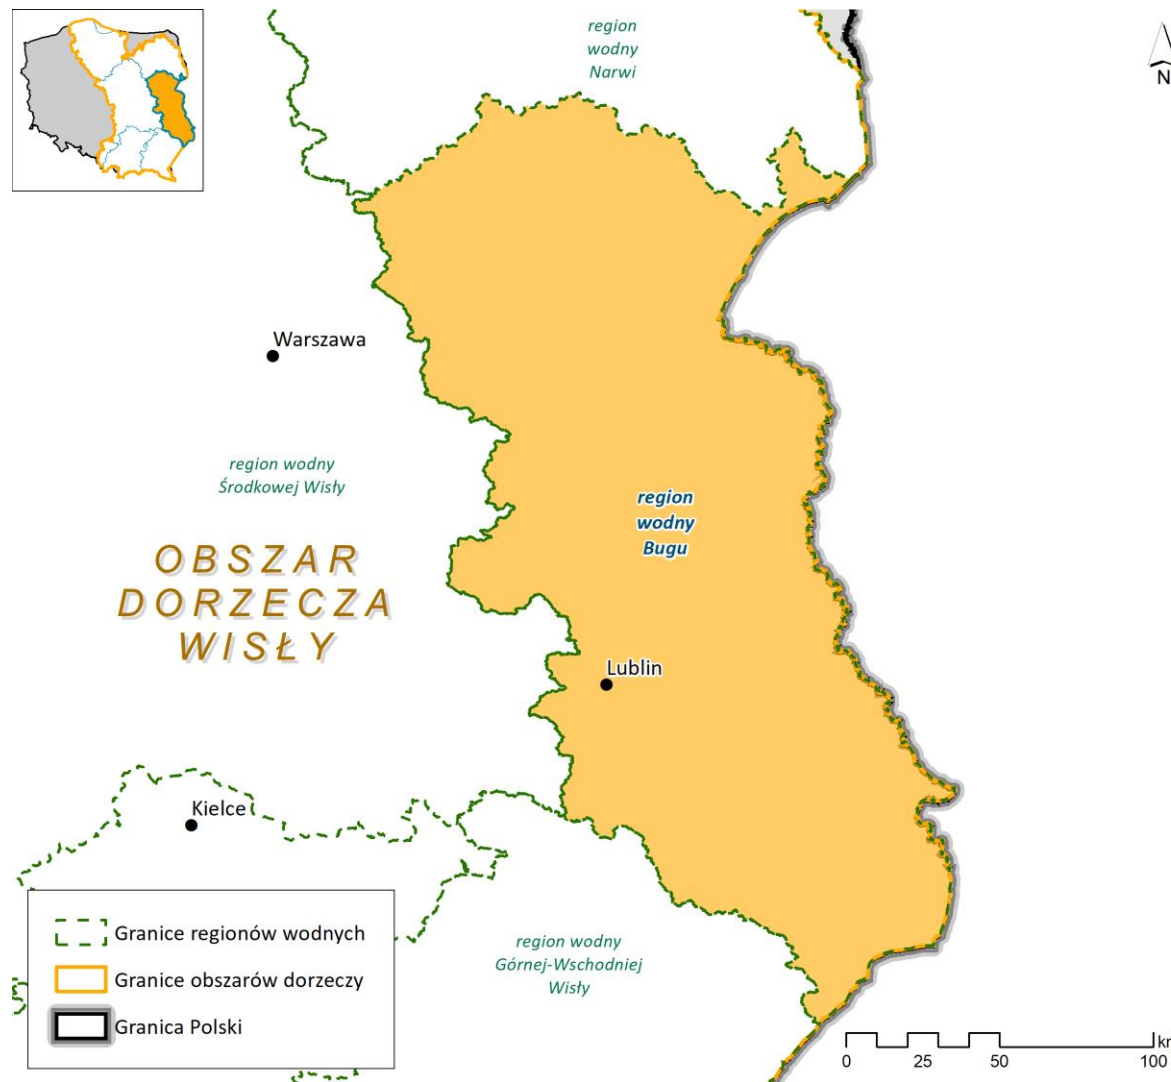 region
wodny
Narwi
N
Warszawa
region wodny
Środkowej Wisły
region
wodny
Bugu
OBSZAR
DORZECZA
WISŁY
Lublin
Kielce
region wodny
Górnej-Wschodniej
Wisły
Granice regionów wodnych
Granice obszarów dorzeczy
Granica Polski
km
0 25 50 100